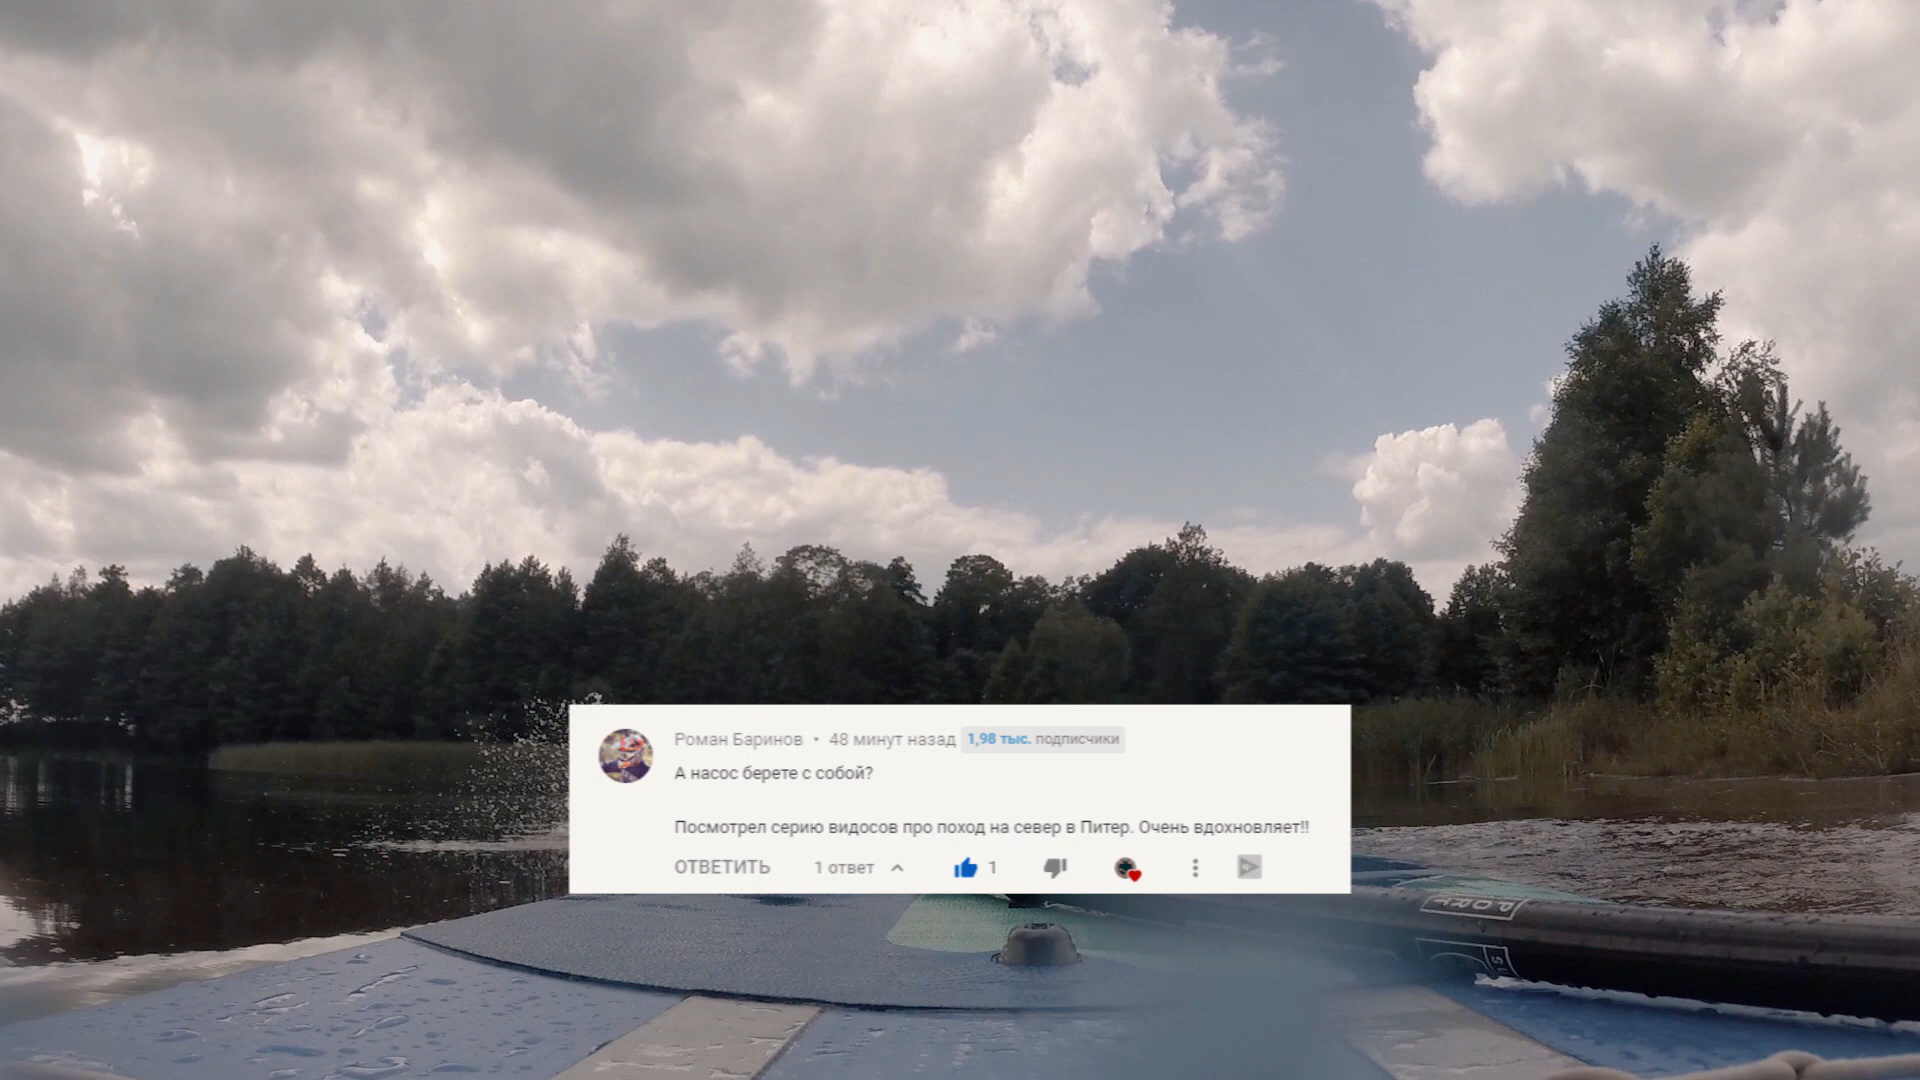 Роман Баринов • 48 минут назад 1,98 тыс. подписчики
А насос берете с собой?
Посмотрел серию видосов про поход на север в Питер. Очень вдохновляет!!
ОТВЕТИТЬ 1 ответ 1